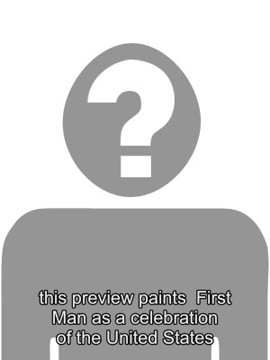 ?
this preview paints First
Man as a celebration
of the United States